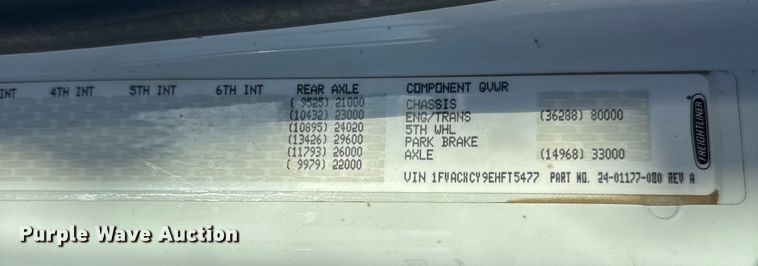 INT 4TH INT 5TH INT 6TH INT REAR AXLE COMPONENT GVWR
( 9525) 21000 CHASSIS
(10432) 23000 ENG/TRANS (36288) 80000
(10895) 24020 5TH WHL
(13426) 29600 PARK BRAKE
(11793) 26000 AXLE (14968) 33000
( 9979) 22000
VIN 1FVACXCY9EHFT5477 PART NO. 24-01177-080 REV A
FREIGHTLINER
Purple Wave Auction